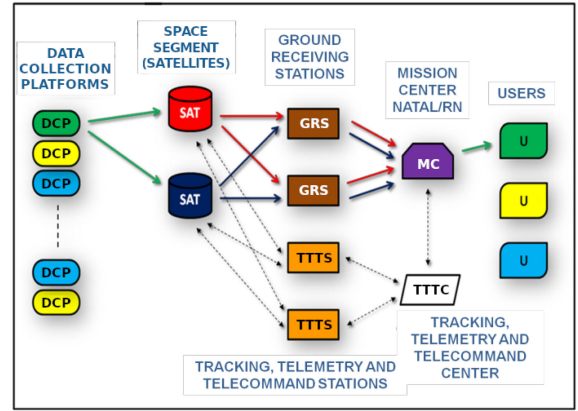 DATA
COLLECTION
PLATFORMS
SPACE
SEGMENT
(SATELLITES)
GROUND
RECEIVING
STATIONS
MISSION
CENTER
NATAL/RN
USERS
DCP
DCP
DCP
DCP
DCP
SAT
SAT
GRS
GRS
TTTS
TTTS
MC
TTTC
U
U
U
TRACKING, TELEMETRY AND
TELECOMMAND STATIONS
TRACKING,
TELEMETRY AND
TELECOMMAND
CENTER